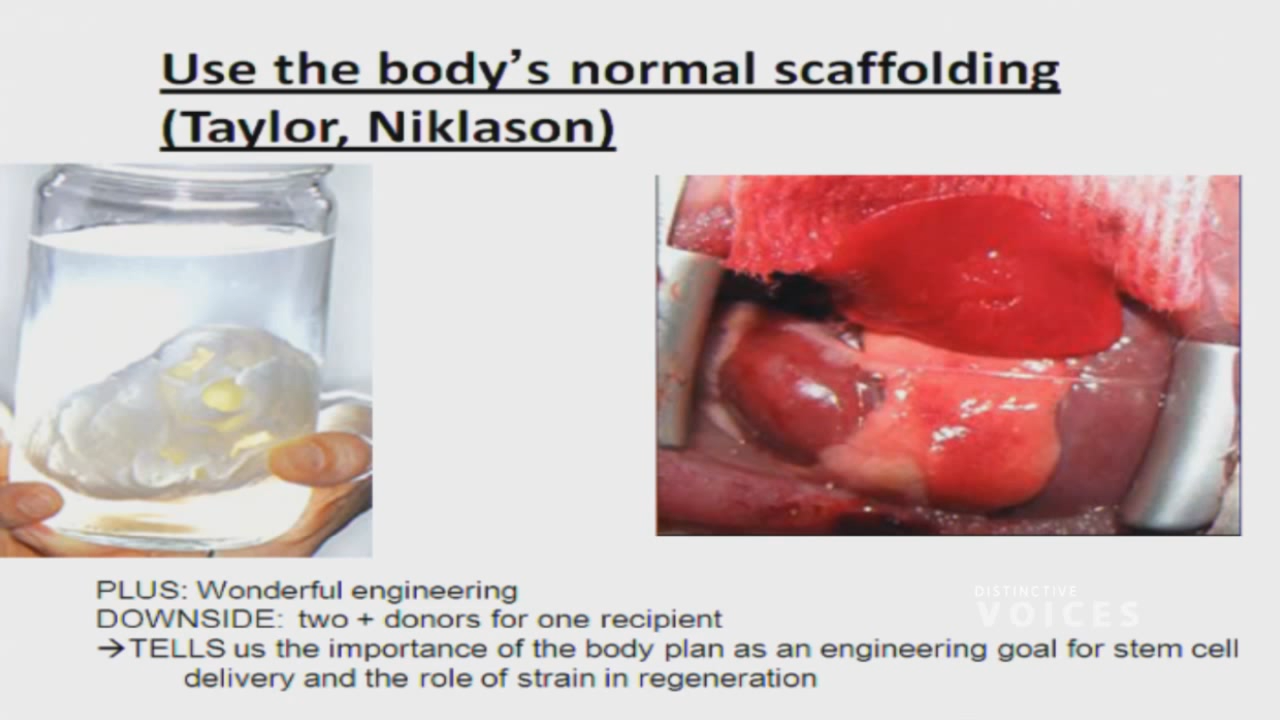 Use the body’s normal scaffolding
(Taylor, Niklason)
PLUS: Wonderful engineering
DOWNSIDE: two + donors for one recipient
→TELLS us the importance of the body plan as an engineering goal for stem cell
delivery and the role of strain in regeneration
DISTINCTIVE
VOICES